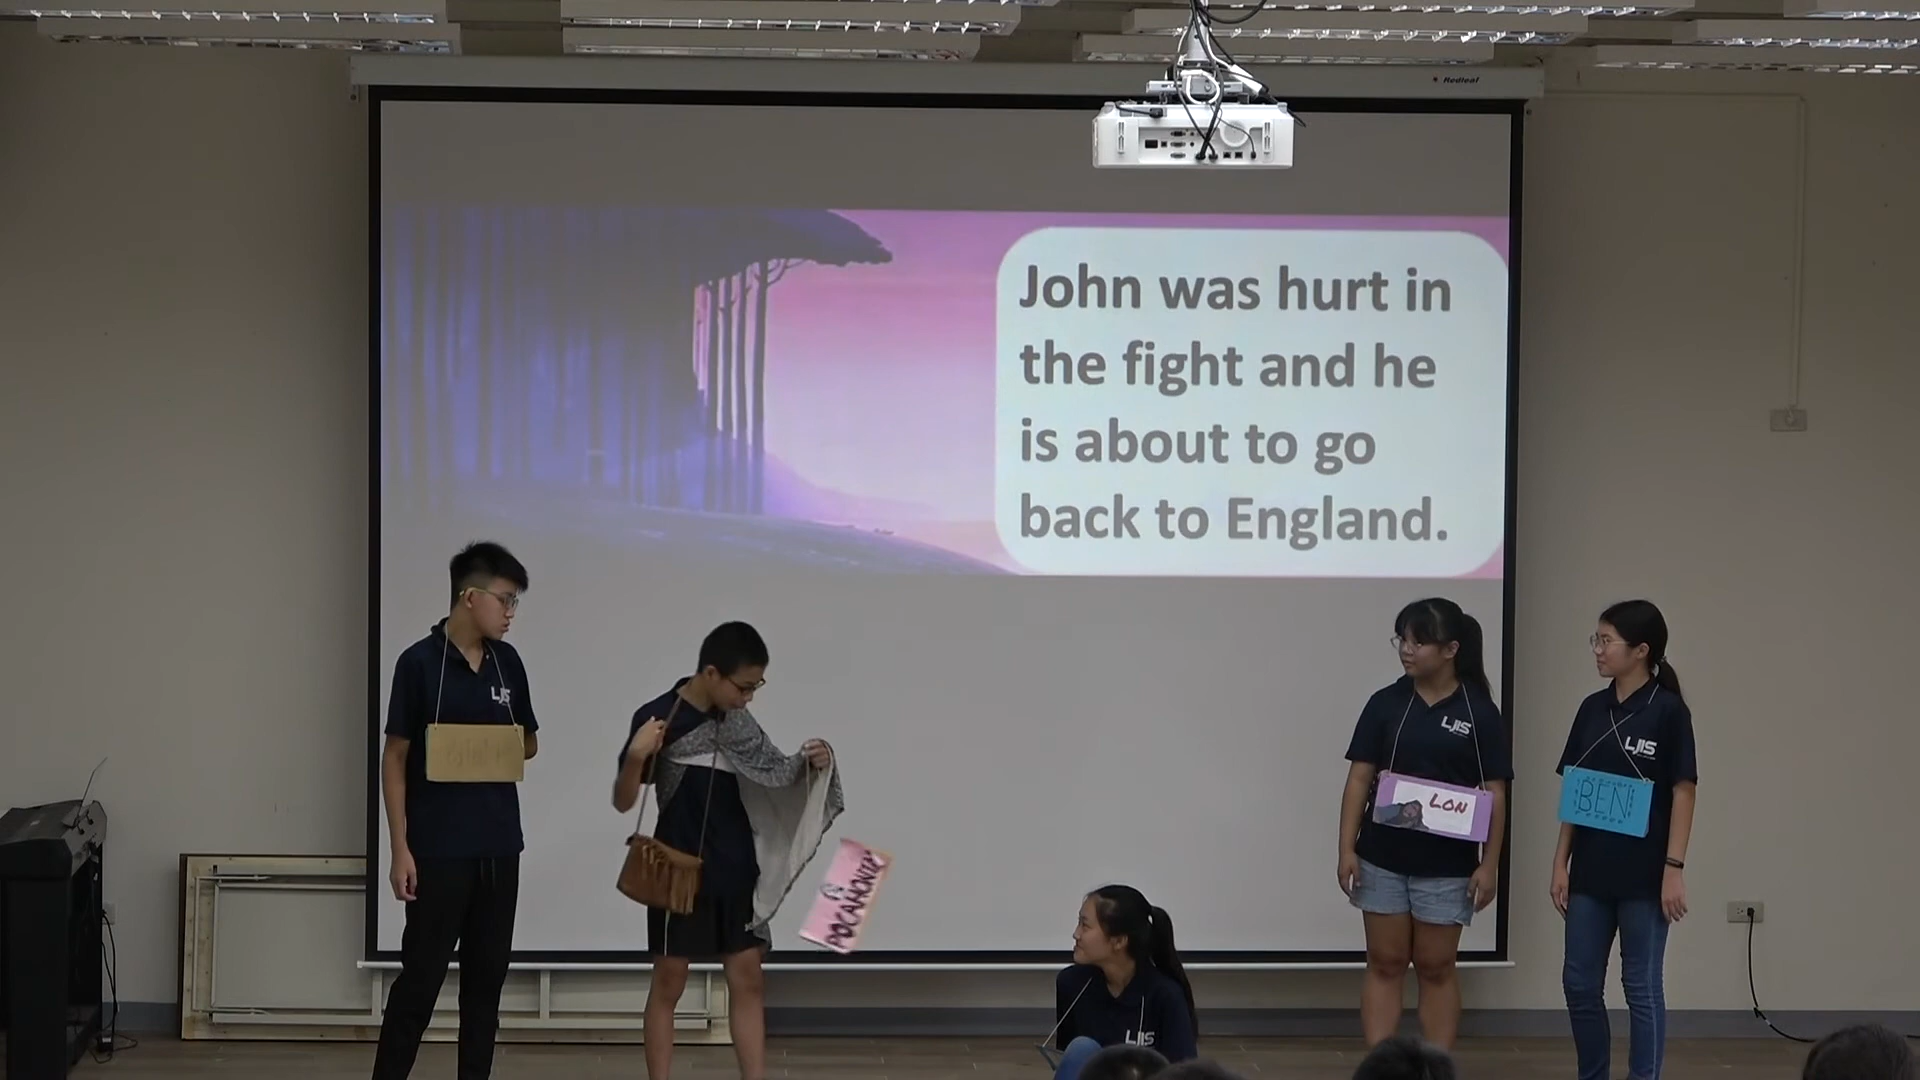 Redleaf
John was hurt in
the fight and he
is about to go
back to England.
LJIS
POCAHONTAS
LJIS
LON
LJIS
BEN
LJIS